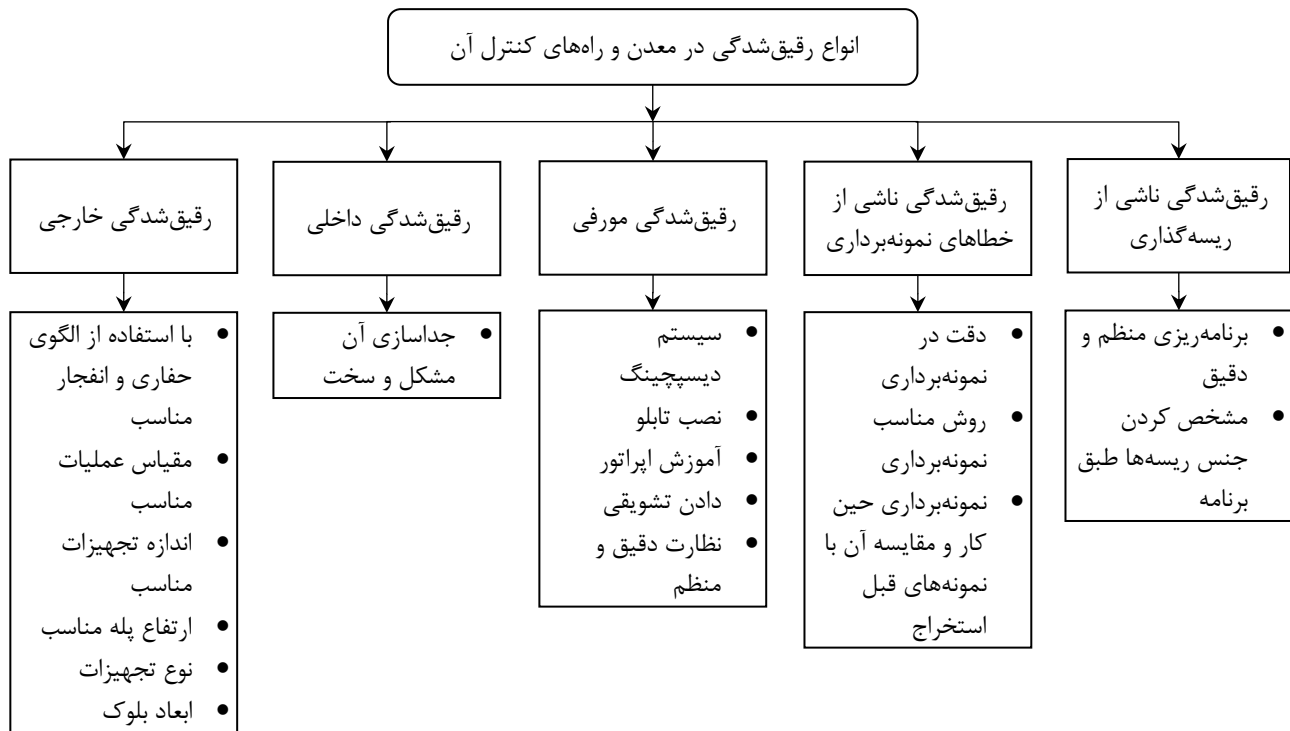 انواع رقیق‌شدگی در معدن و راه‌های کنترل آن
رقیق‌شدگی ناشی از
ریسه‌گذاری
رقیق‌شدگی ناشی از
خطاهای نمونه‌برداری
رقیق‌شدگی مورفی
رقیق‌شدگی داخلی
رقیق‌شدگی خارجی
• برنامه‌ریزی منظم و
دقیق
• مشخص کردن
جنس ریسه‌ها طبق
برنامه
• دقت در
نمونه‌برداری
• روش مناسب
نمونه‌برداری
• نمونه‌برداری حین
کار و مقایسه آن با
نمونه‌های قبل
استخراج
• سیستم
دیسپچینگ
• نصب تابلو
• آموزش اپراتور
• دادن تشویقی
• نظارت دقیق و
منظم
• جداسازی آن
مشکل و سخت
• با استفاده از الگوی
حفاری و انفجار
مناسب
• مقیاس عملیات
مناسب
• اندازه تجهیزات
مناسب
• ارتفاع پله مناسب
• نوع تجهیزات
• ابعاد بلوک